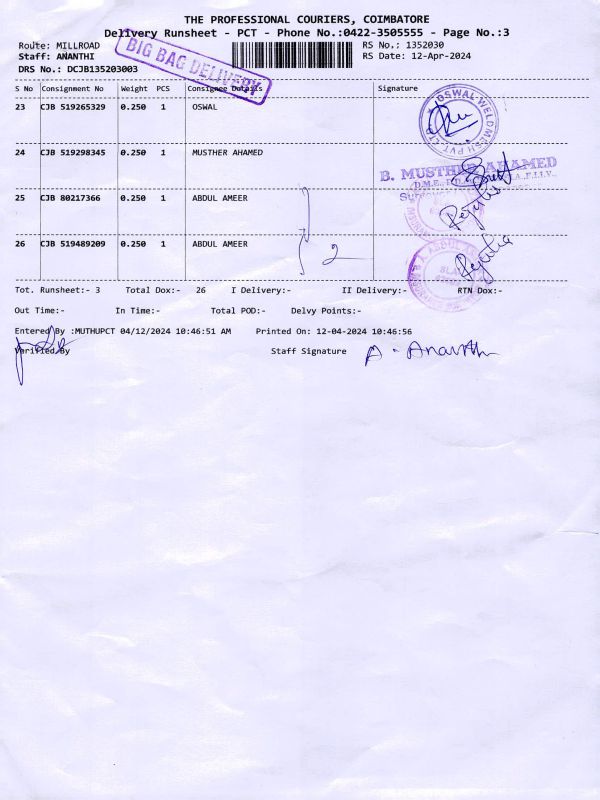 THE PROFESSIONAL COURIERS, COIMBATORE
Delivery Runsheet - PCT - Phone No.:0422-3505555 - Page No.:3
Route: MILLROAD
Staff: ANANTHI
DRS No.: DCJB135203003
BIG BAG DELIVERY
RS No.: 1352030
RS Date: 12-Apr-2024
S No Consignment No Weight PCS Consignee Details Signature
23 CJB 519265329 0.250 1 OSWAL
OSWAL WELDMESH PVT. LTD.
24 CJB 519298345 0.250 1 MUSTHER AHAMED
B. MUSTHER AHAMED
25 CJB 80217366 0.250 1 ABDUL AMEER
26 CJB 519489209 0.250 1 ABDUL AMEER
2
Tot. Runsheet:- 3 Total Dox:- 26 I Delivery:- II Delivery:- RTN Dox:-
Out Time:- In Time:- Total POD:- Delvy Points:-
Entered By :MUTHUPCT 04/12/2024 10:46:51 AM Printed On: 12-04-2024 10:46:56
Verified By Staff Signature A. Ananthi